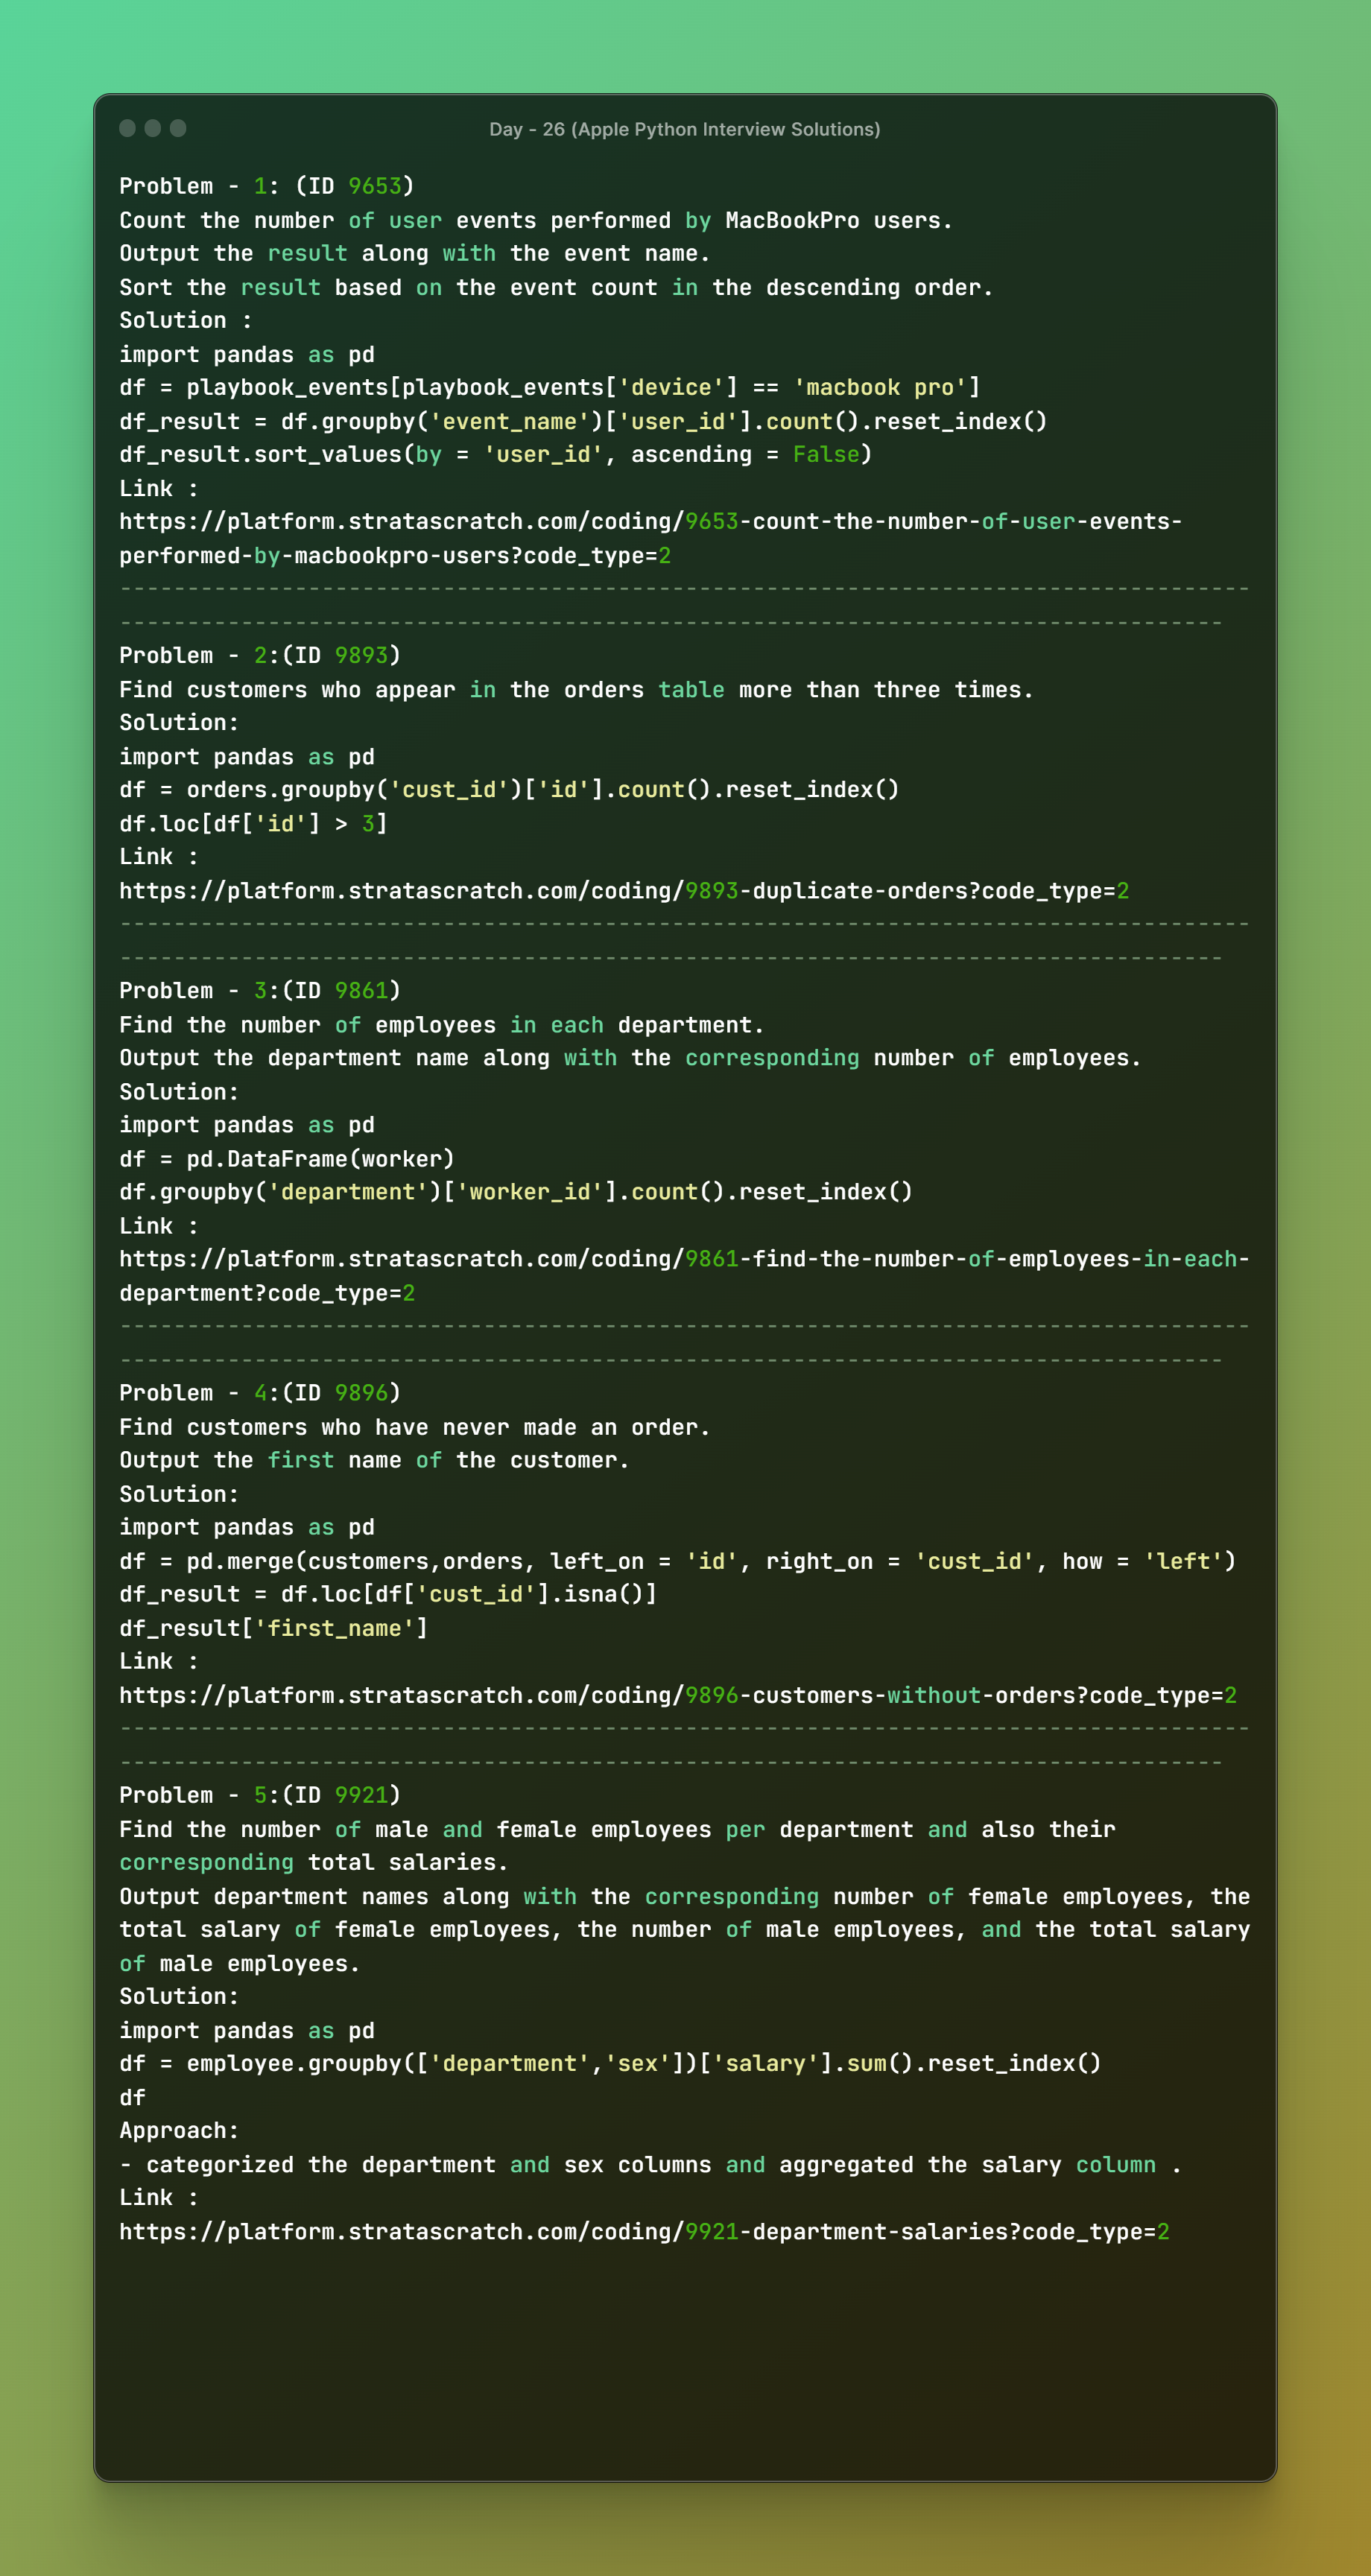 Day - 26 (Apple Python Interview Solutions)
Problem - 1: (ID 9653)
Count the number of user events performed by MacBookPro users.
Output the result along with the event name.
Sort the result based on the event count in the descending order.
Solution :
import pandas as pd
df = playbook_events[playbook_events['device'] == 'macbook pro']
df_result = df.groupby('event_name')['user_id'].count().reset_index()
df_result.sort_values(by = 'user_id', ascending = False)
Link :
https://platform.stratascratch.com/coding/9653-count-the-number-of-user-events-
performed-by-macbookpro-users?code_type=2
------------------------------------------------------------------------------------
----------------------------------------------------------------------------------
Problem - 2:(ID 9893)
Find customers who appear in the orders table more than three times.
Solution:
import pandas as pd
df = orders.groupby('cust_id')['id'].count().reset_index()
df.loc[df['id'] > 3]
Link :
https://platform.stratascratch.com/coding/9893-duplicate-orders?code_type=2
------------------------------------------------------------------------------------
----------------------------------------------------------------------------------
Problem - 3:(ID 9861)
Find the number of employees in each department.
Output the department name along with the corresponding number of employees.
Solution:
import pandas as pd
df = pd.DataFrame(worker)
df.groupby('department')['worker_id'].count().reset_index()
Link :
https://platform.stratascratch.com/coding/9861-find-the-number-of-employees-in-each-
department?code_type=2
------------------------------------------------------------------------------------
----------------------------------------------------------------------------------
Problem - 4:(ID 9896)
Find customers who have never made an order.
Output the first name of the customer.
Solution:
import pandas as pd
df = pd.merge(customers,orders, left_on = 'id', right_on = 'cust_id', how = 'left')
df_result = df.loc[df['cust_id'].isna()]
df_result['first_name']
Link :
https://platform.stratascratch.com/coding/9896-customers-without-orders?code_type=2
------------------------------------------------------------------------------------
----------------------------------------------------------------------------------
Problem - 5:(ID 9921)
Find the number of male and female employees per department and also their
corresponding total salaries.
Output department names along with the corresponding number of female employees, the
total salary of female employees, the number of male employees, and the total salary
of male employees.
Solution:
import pandas as pd
df = employee.groupby(['department','sex'])['salary'].sum().reset_index()
df
Approach:
- categorized the department and sex columns and aggregated the salary column .
Link :
https://platform.stratascratch.com/coding/9921-department-salaries?code_type=2